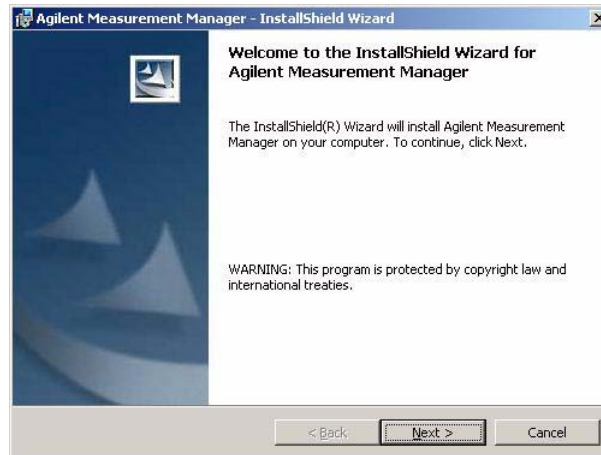 Agilent Measurement Manager - InstallShield Wizard
Welcome to the InstallShield Wizard for
Agilent Measurement Manager
The InstallShield(R) Wizard will install Agilent Measurement
Manager on your computer. To continue, click Next.
WARNING: This program is protected by copyright law and
international treaties.
< Back Next > Cancel